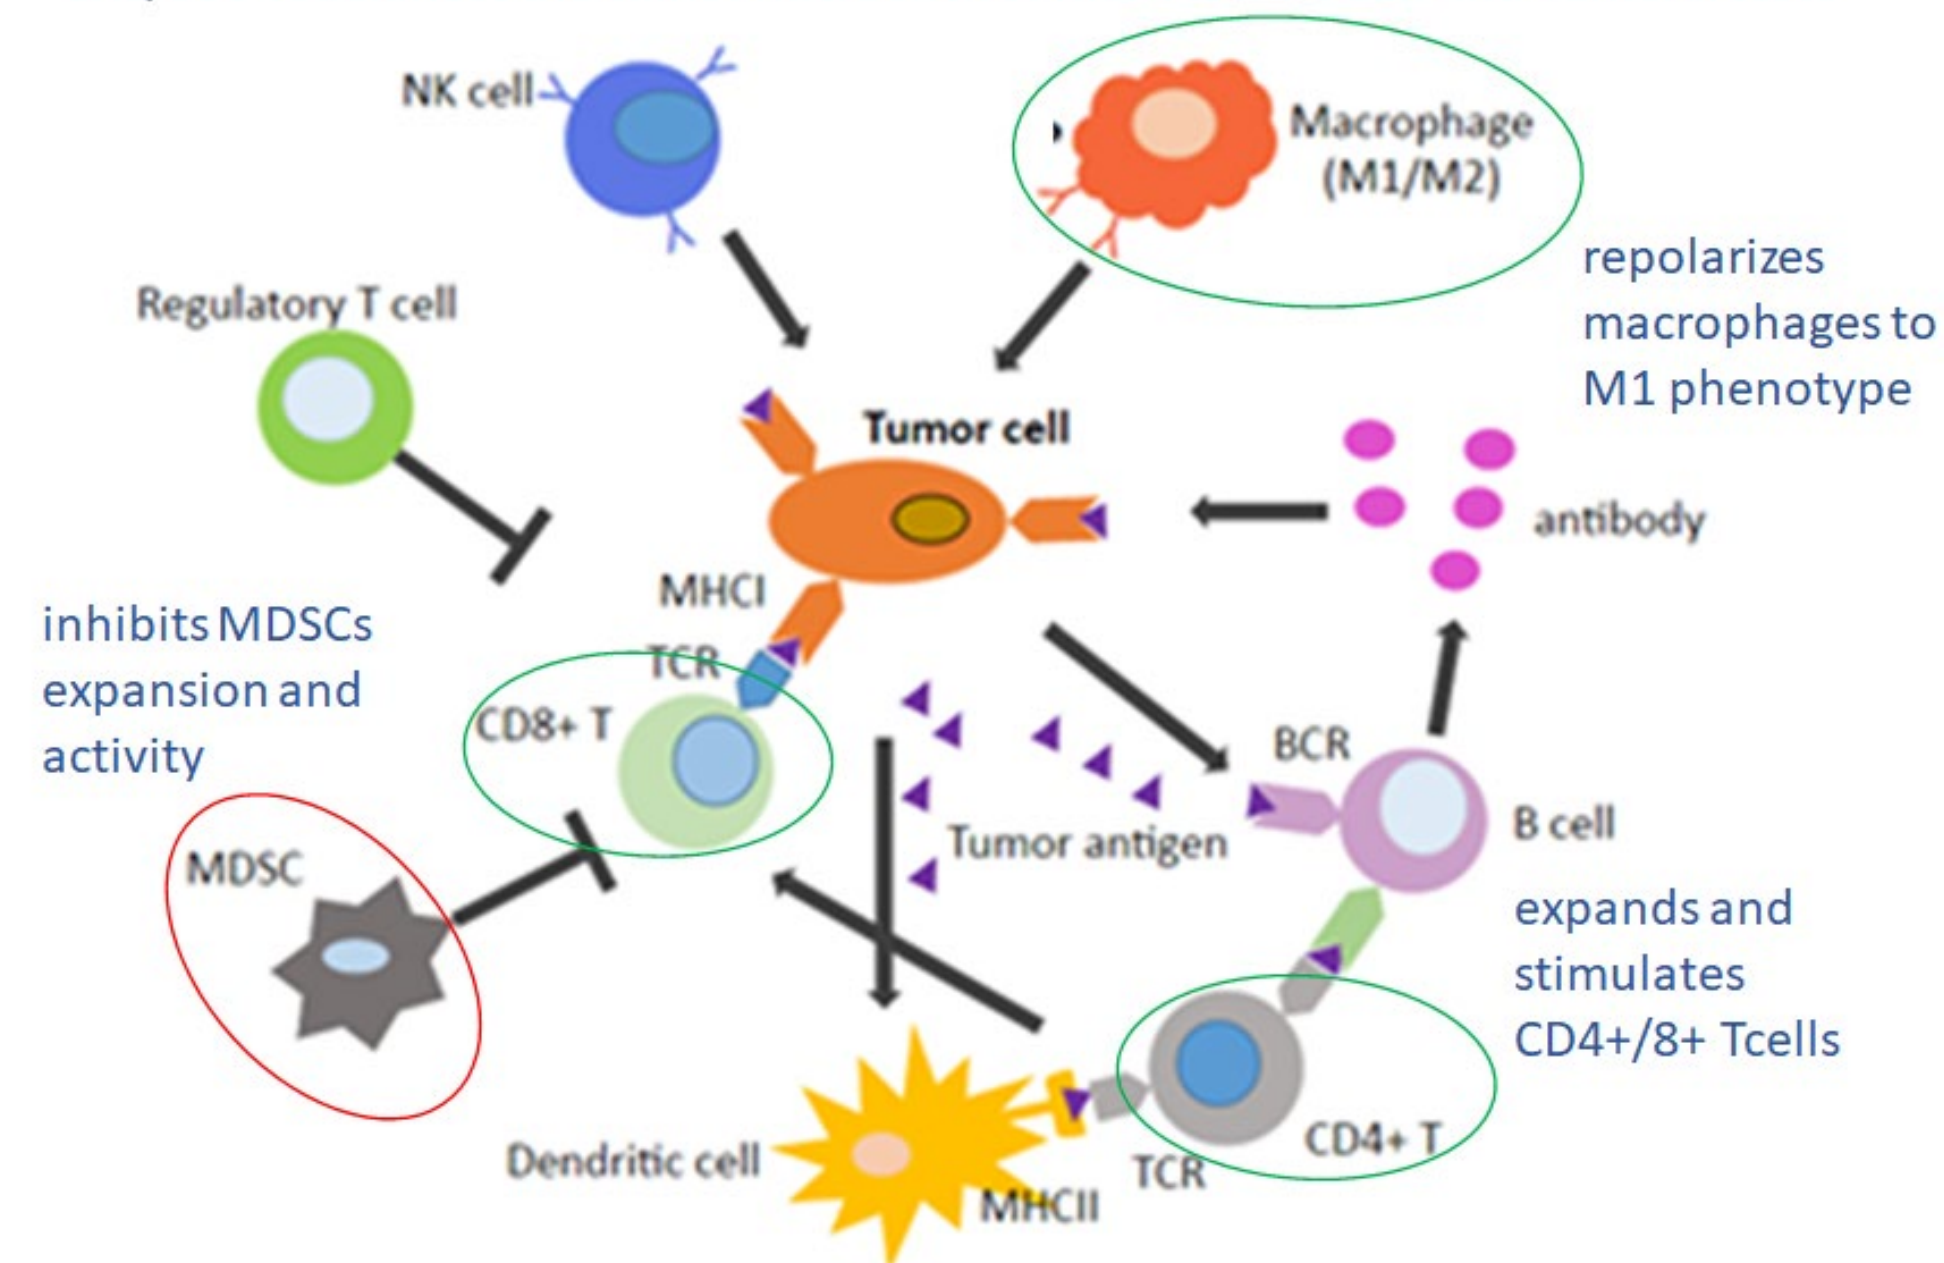 NK cell
Macrophage
(M1/M2)
repolarizes
macrophages to
M1 phenotype
Regulatory T cell
Tumor cell
antibody
MHCI
TCR
inhibits MDSCs
expansion and
activity
CD8+ T
BCR
B cell
Tumor antigen
MDSC
expands and
stimulates
CD4+/8+ Tcells
CD4+ T
TCR
Dendritic cell
MHCII